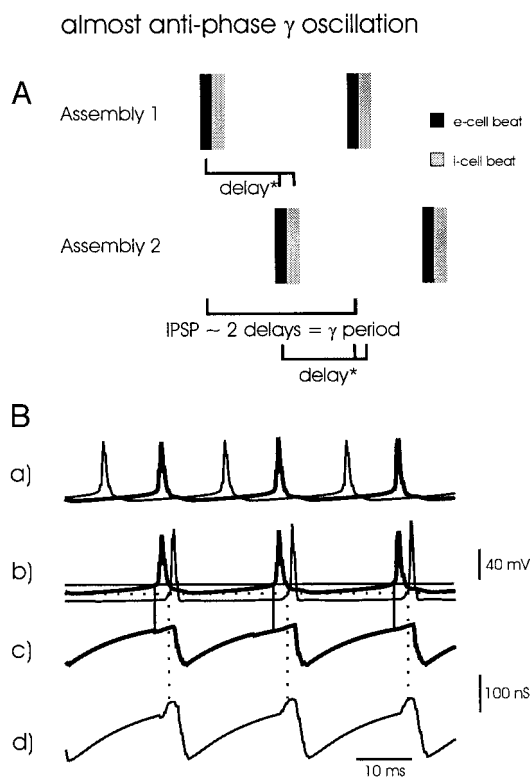 almost anti-phase γ oscillation
A
Assembly 1
e-cell beat
i-cell beat
delay*
Assembly 2
IPSP ~ 2 delays = γ period
delay*
B
a)
b)
40 mV
c)
100 nS
d)
10 ms